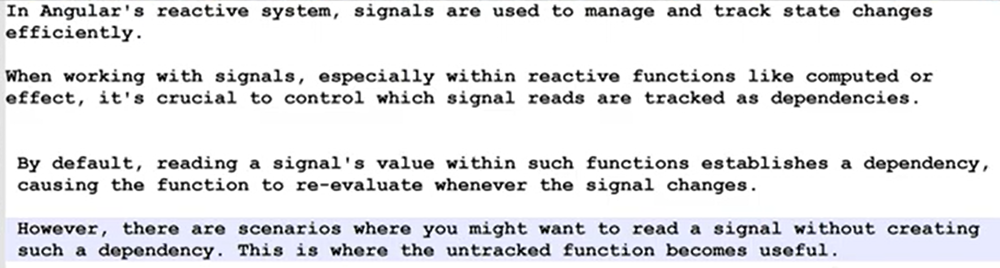 In Angular's reactive system, signals are used to manage and track state changes
efficiently.
When working with signals, especially within reactive functions like computed or
effect, it's crucial to control which signal reads are tracked as dependencies.
By default, reading a signal's value within such functions establishes a dependency,
causing the function to re-evaluate whenever the signal changes.
However, there are scenarios where you might want to read a signal without creating
such a dependency. This is where the untracked function becomes useful.